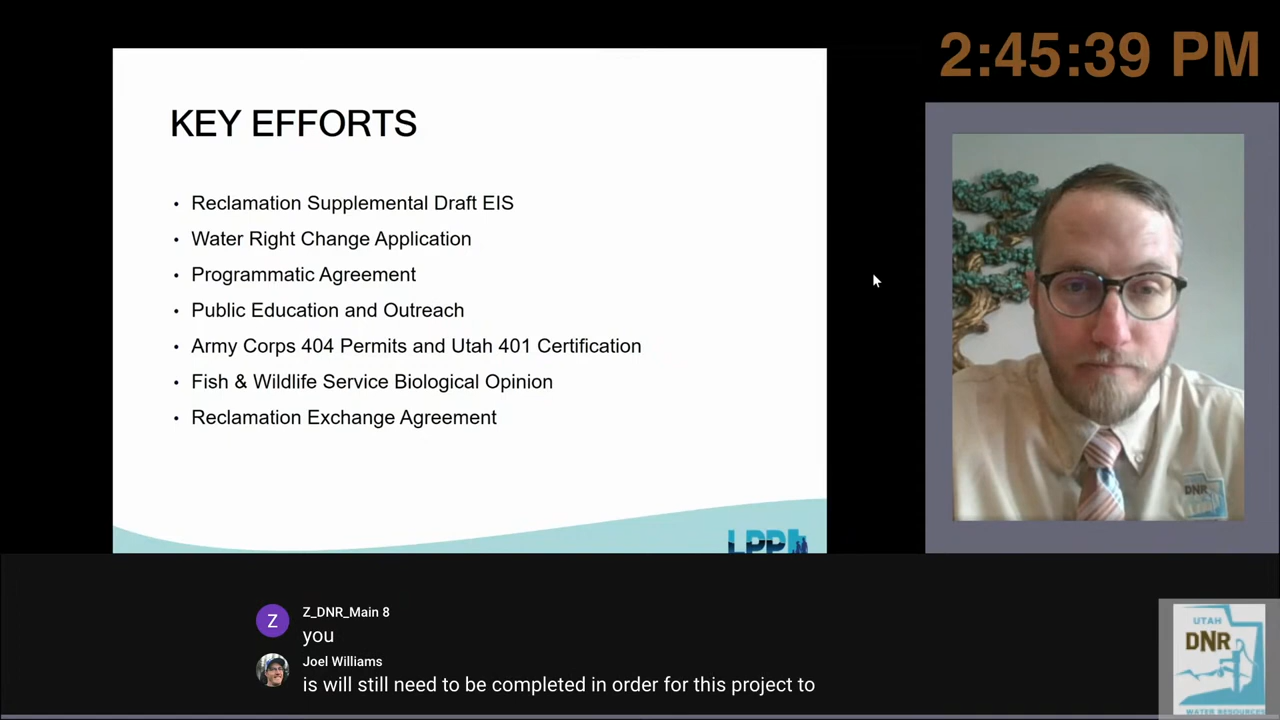 2:45:39 PM
KEY EFFORTS
• Reclamation Supplemental Draft EIS
• Water Right Change Application
• Programmatic Agreement
• Public Education and Outreach
• Army Corps 404 Permits and Utah 401 Certification
• Fish & Wildlife Service Biological Opinion
• Reclamation Exchange Agreement
DNR
LPP
Z
Z_DNR_Main 8
you
Joel Williams
is will still need to be completed in order for this project to
UTAH
DNR
WATER RESOURCES